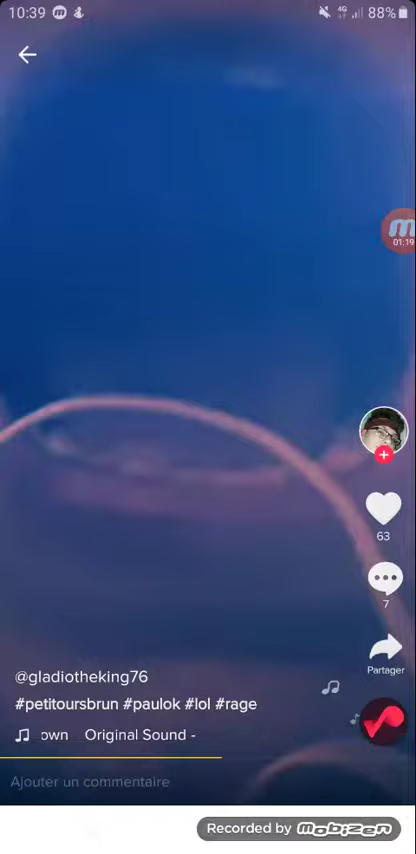 10:39
4G
88%
01:19
63
7
Partager
@gladiotheking76
#petitoursbrun #paulok #lol #rage
own Original Sound -
Ajouter un commentaire
Recorded by mobizen